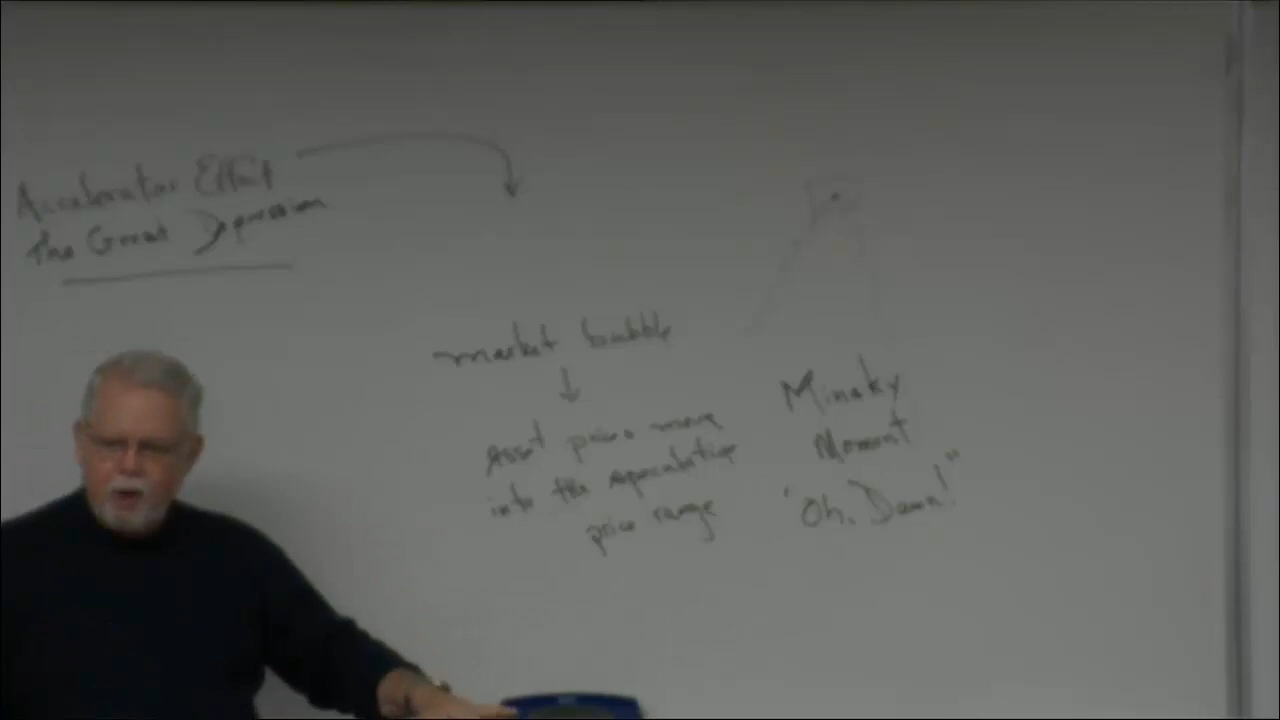 Accelerator Effect
The Great Depression
market bubble
Asset prices move
into the speculative
price range
Minsky
Moment
"Oh, Damn!"